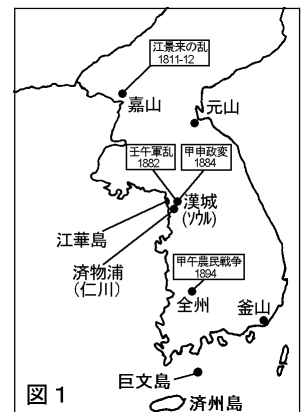 江景来の乱
1811-12
嘉山
元山
壬午軍乱
1882
甲申政変
1884
漢城
(ソウル)
江華島
済物浦
(仁川)
甲午農民戦争
1894
全州
釜山
巨文島
済州島
図1